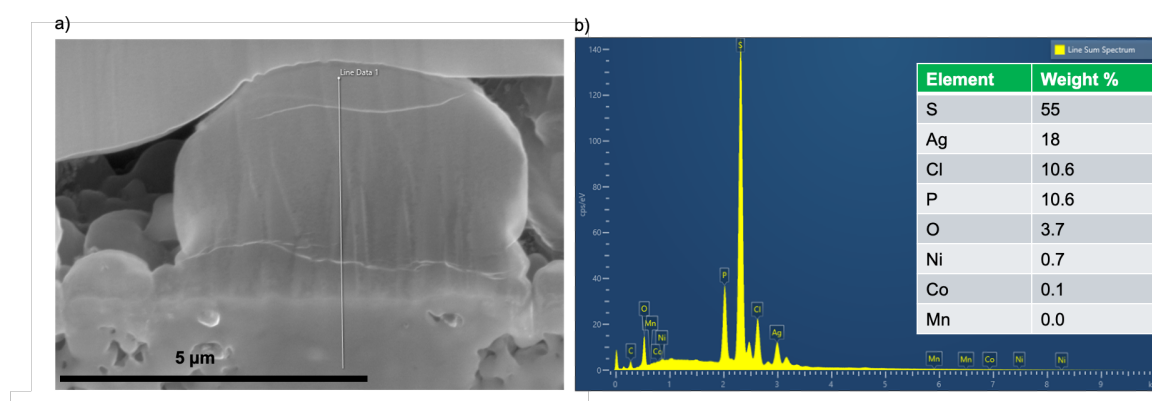 a)
Line Data 1
5 µm
b)
Line Sum Spectrum
cps/eV
140
120
100
80
60
40
20
0
S
P
Cl
Ag
O
Mn
Ni
Co
C
Mn
Mn
Co
Ni
Ni
0 1 2 3 4 5 6 7 8 9
Element Weight %
S 55
Ag 18
Cl 10.6
P 10.6
O 3.7
Ni 0.7
Co 0.1
Mn 0.0